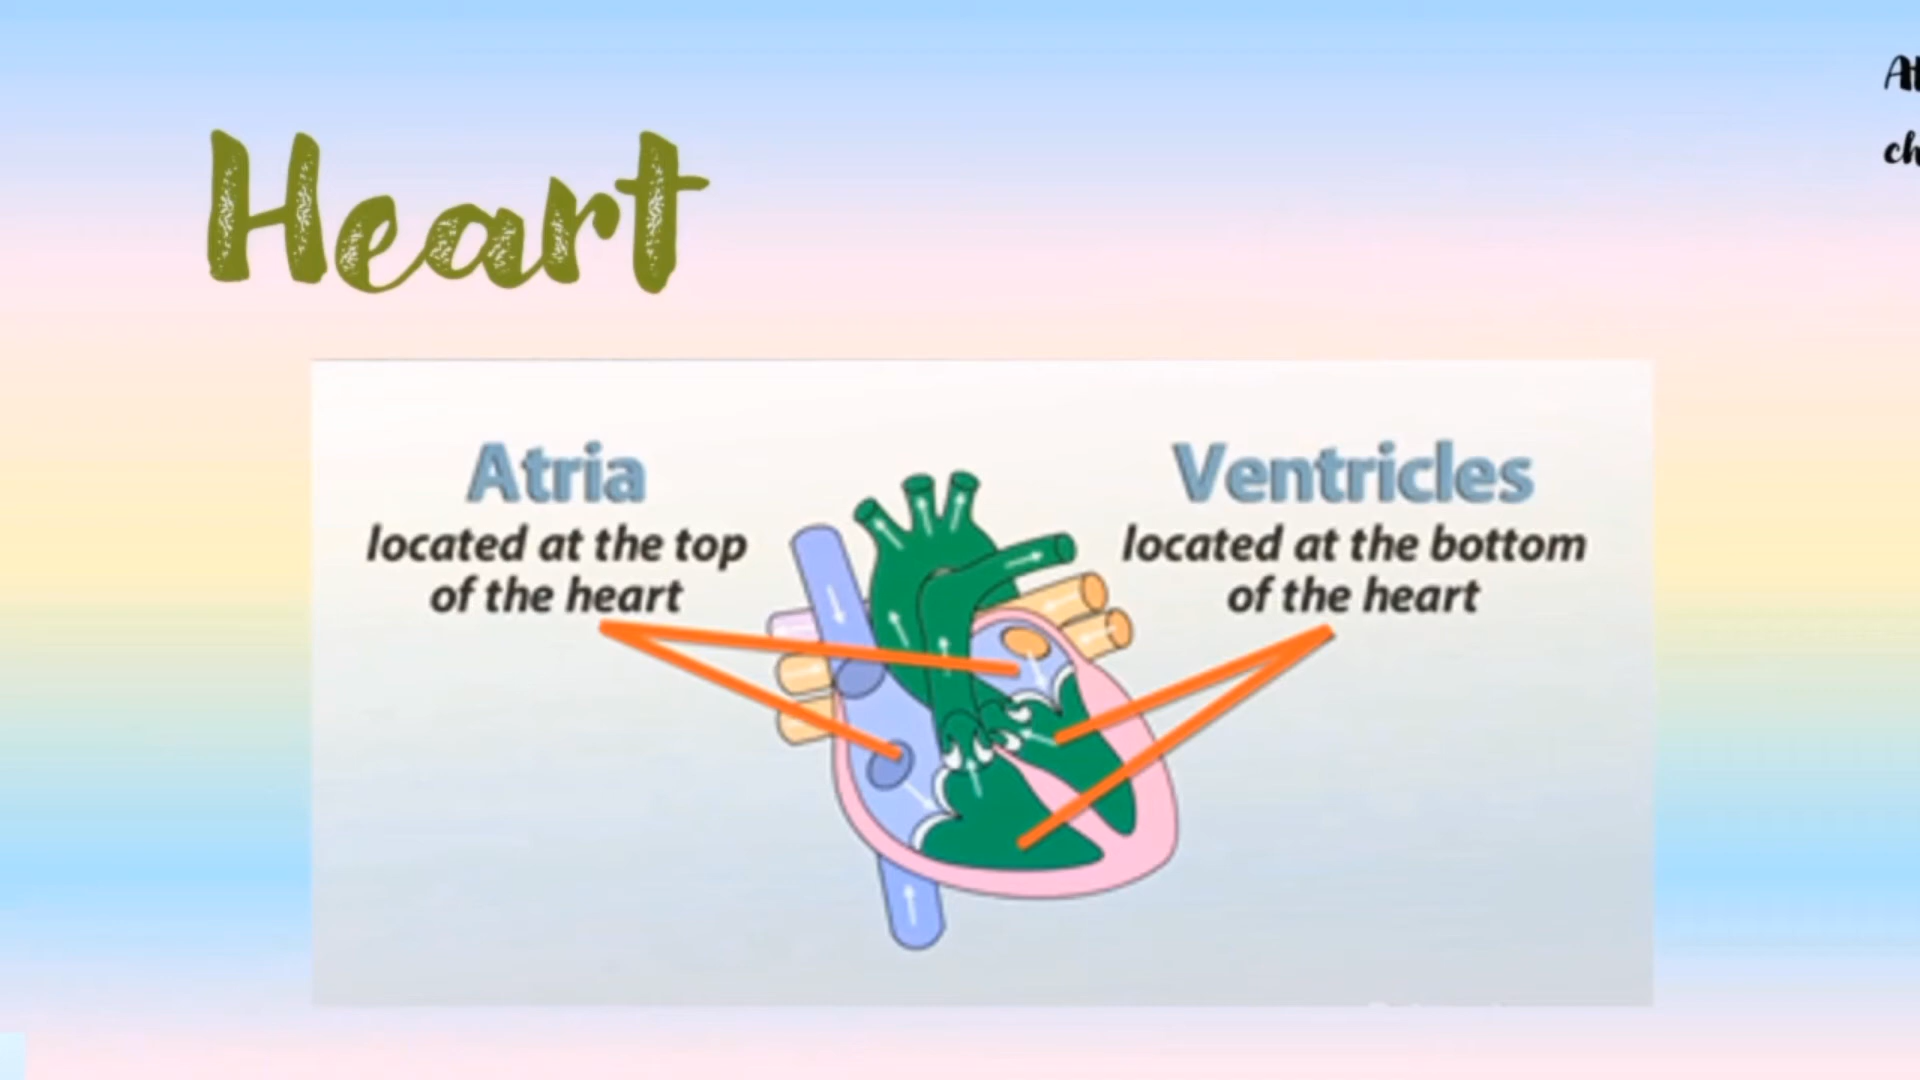 Heart
Atria
located at the top
of the heart
Ventricles
located at the bottom
of the heart